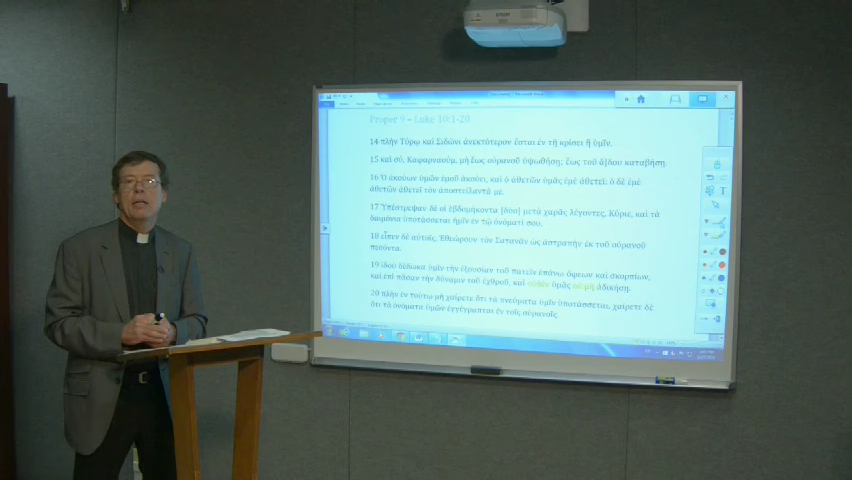 Proper 9 – Luke 10:1-20
14 πλὴν Τύρῳ καὶ Σιδῶνι ἀνεκτότερον ἔσται ἐν τῇ κρίσει ἢ ὑμῖν.
15 καὶ σύ, Καφαρναούμ, μὴ ἕως οὐρανοῦ ὑψωθήσῃ; ἕως τοῦ ᾅδου καταβήσῃ.
16 Ὁ ἀκούων ὑμῶν ἐμοῦ ἀκούει, καὶ ὁ ἀθετῶν ὑμᾶς ἐμὲ ἀθετεῖ· ὁ δὲ ἐμὲ
ἀθετῶν ἀθετεῖ τὸν ἀποστείλαντά με.
17 Ὑπέστρεψαν δὲ οἱ ἑβδομήκοντα [δύο] μετὰ χαρᾶς λέγοντες, Κύριε, καὶ τὰ
δαιμόνια ὑποτάσσεται ἡμῖν ἐν τῷ ὀνόματί σου.
18 εἶπεν δὲ αὐτοῖς, Ἐθεώρουν τὸν Σατανᾶν ὡς ἀστραπὴν ἐκ τοῦ οὐρανοῦ
πεσόντα.
19 ἰδοὺ δέδωκα ὑμῖν τὴν ἐξουσίαν τοῦ πατεῖν ἐπάνω ὄφεων καὶ σκορπίων,
καὶ ἐπὶ πᾶσαν τὴν δύναμιν τοῦ ἐχθροῦ, καὶ οὐδὲν ὑμᾶς οὐ μὴ ἀδικήσῃ.
20 πλὴν ἐν τούτῳ μὴ χαίρετε ὅτι τὰ πνεύματα ὑμῖν ὑποτάσσεται, χαίρετε δὲ
ὅτι τὰ ὀνόματα ὑμῶν ἐγγέγραπται ἐν τοῖς οὐρανοῖς
EPSON